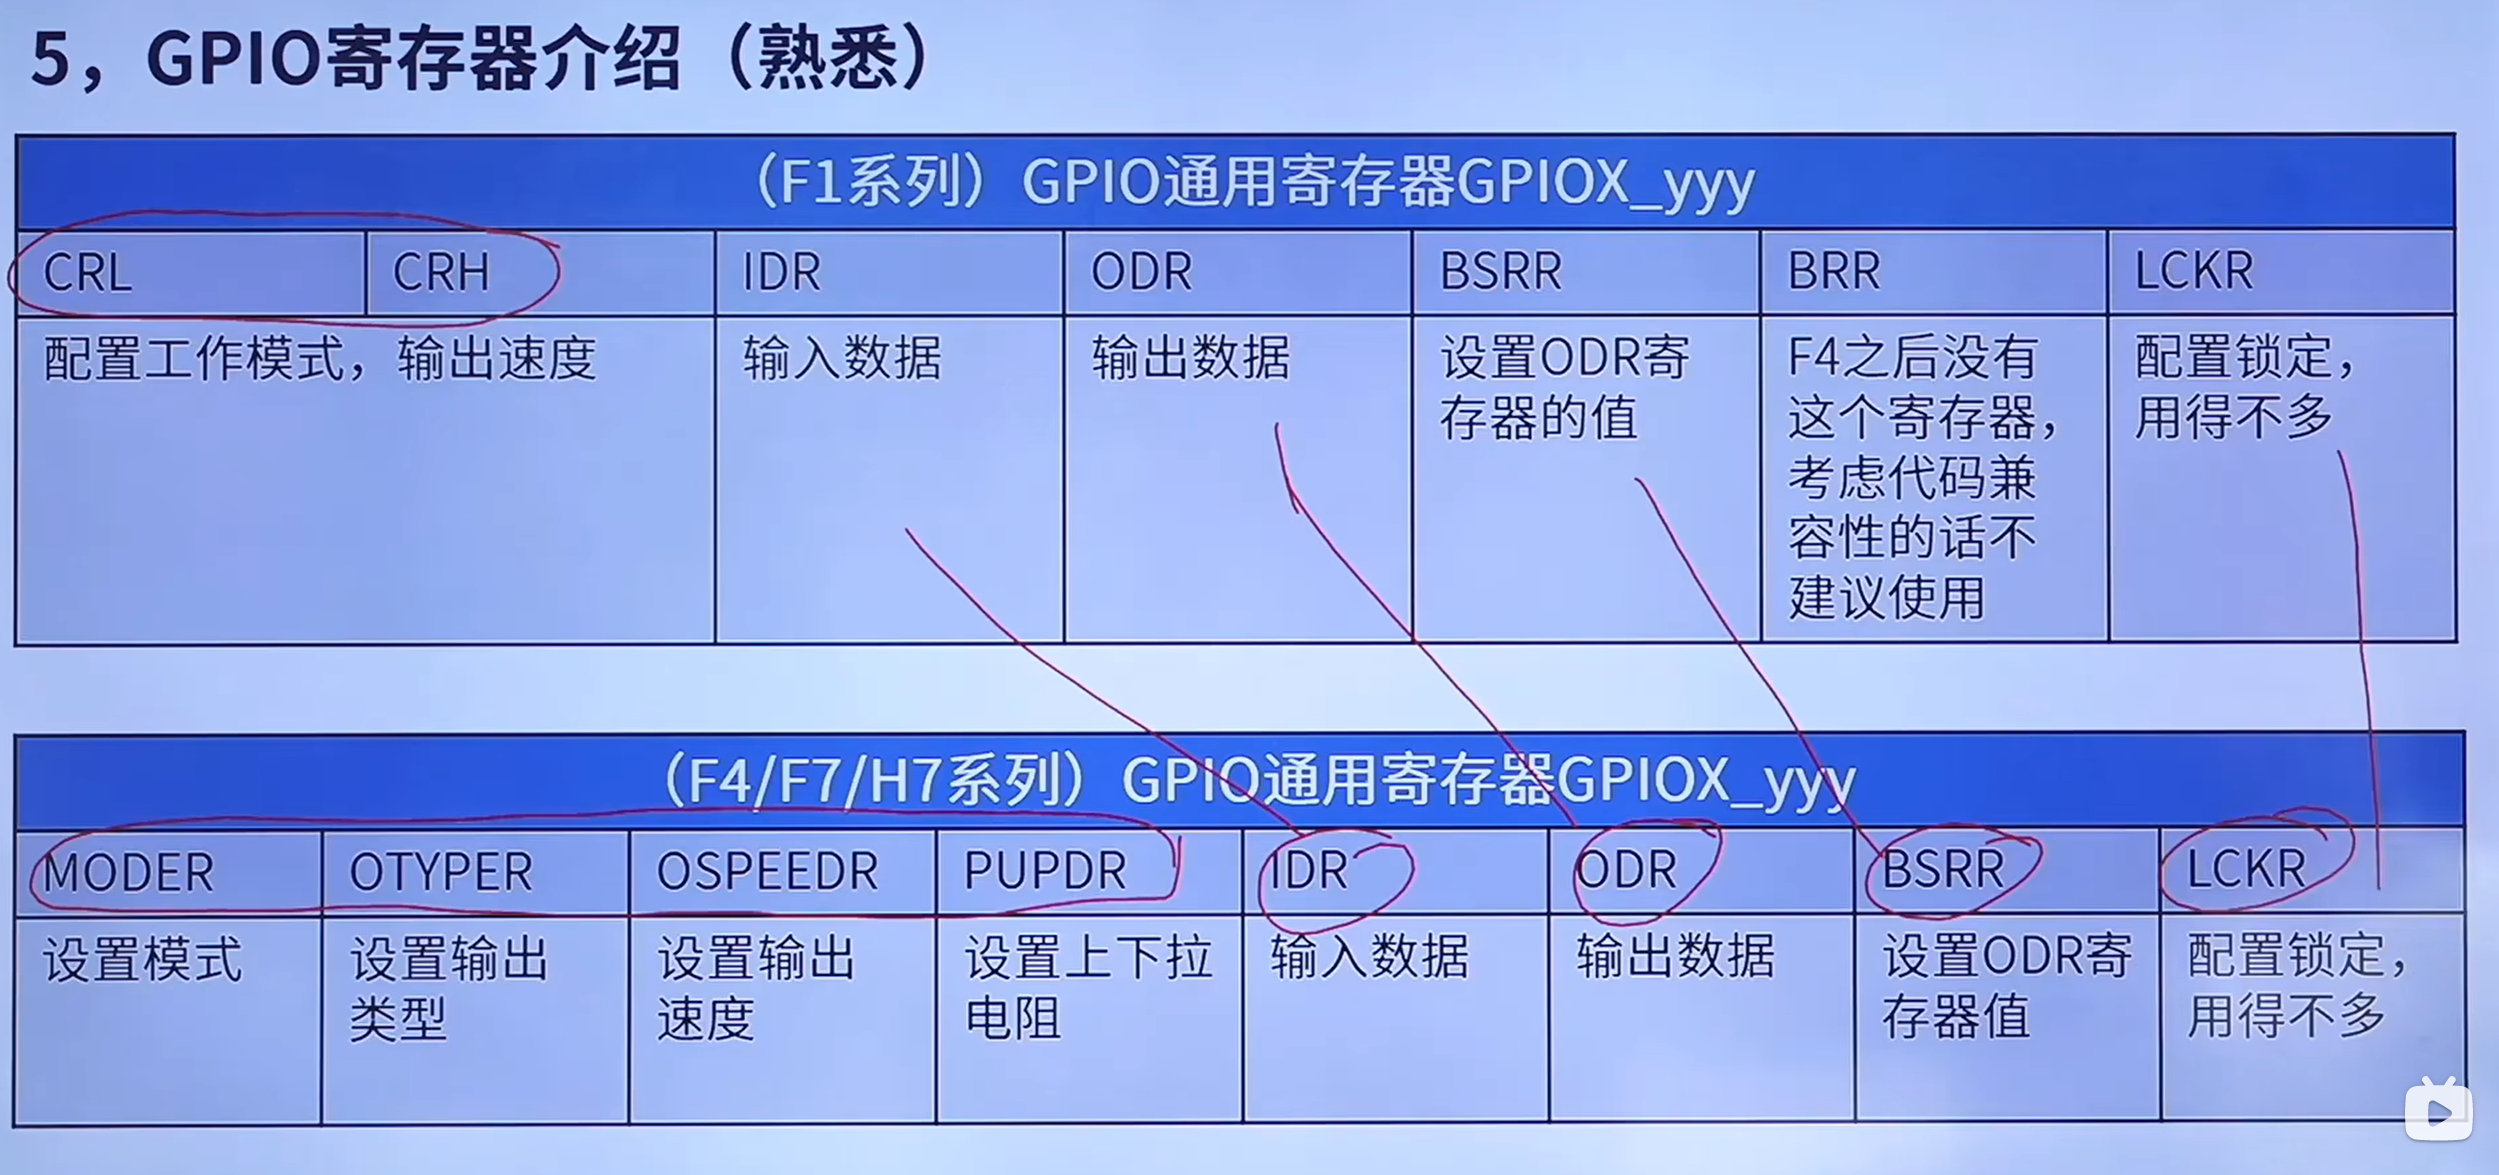 5，GPIO寄存器介绍（熟悉）
（F1系列）GPIO通用寄存器GPIOX_yyy
CRL CRH IDR ODR BSRR BRR LCKR
配置工作模式，输出速度
输入数据
输出数据
设置ODR寄
存器的值
F4之后没有
这个寄存器，
考虑代码兼
容性的话不
建议使用
配置锁定，
用得不多
（F4/F7/H7系列）GPIO通用寄存器GPIOX_yyy
MODER OTYPER OSPEEDR PUPDR IDR ODR BSRR LCKR
设置模式
设置输出
类型
设置输出
速度
设置上下拉
电阻
输入数据
输出数据
设置ODR寄
存器值
配置锁定，
用得不多